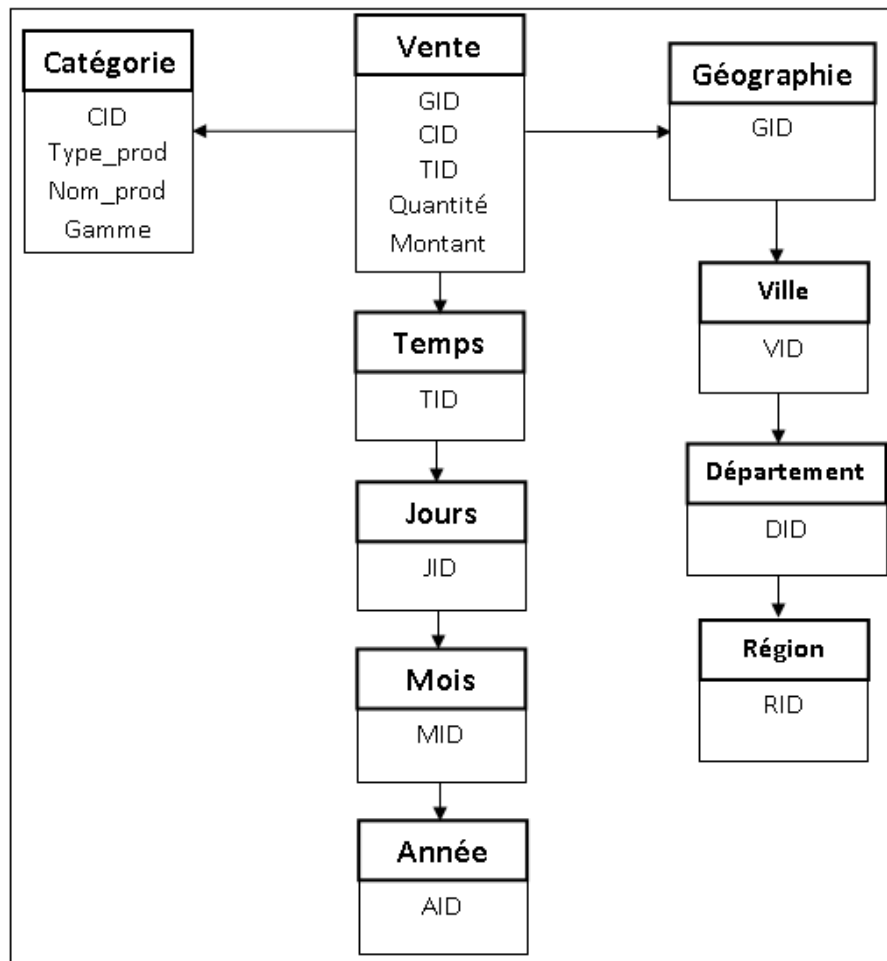 Catégorie
CID
Type_prod
Nom_prod
Gamme
Vente
GID
CID
TID
Quantité
Montant
Géographie
GID
Temps
TID
Jours
JID
Mois
MID
Année
AID
Ville
VID
Département
DID
Région
RID